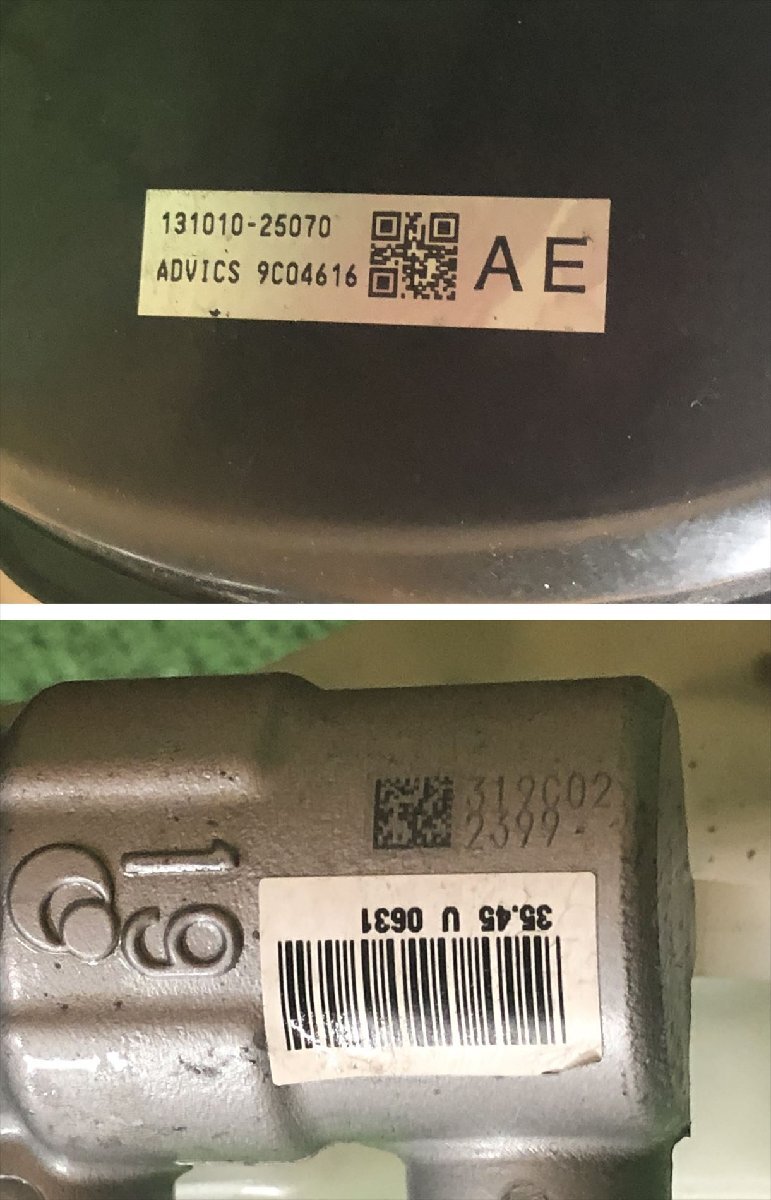 131010-25070
ADVICS 9C04616
AE
319C02
2399
35.45 U 0631